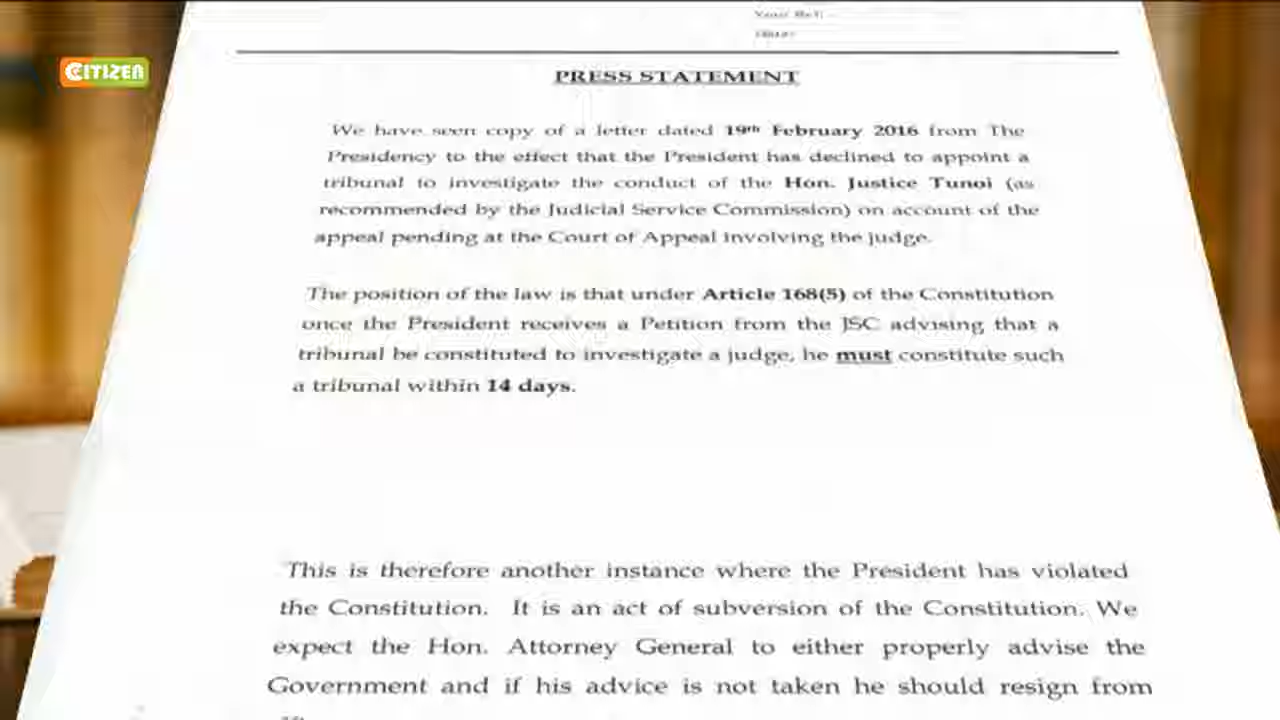 Your Ref:
CITIZEN
PRESS STATEMENT
We have seen copy of a letter dated 19th February 2016 from The
Presidency to the effect that the President has declined to appoint a
tribunal to investigate the conduct of the Hon. Justice Tunoi (as
recommended by the Judicial Service Commission) on account of the
appeal pending at the Court of Appeal involving the judge.
The position of the law is that under Article 168(5) of the Constitution
once the President receives a Petition from the JSC advising that a
tribunal be constituted to investigate a judge, he must constitute such
a tribunal within 14 days.
This is therefore another instance where the President has violated
the Constitution. It is an act of subversion of the Constitution. We
expect the Hon. Attorney General to either properly advise the
Government and if his advice is not taken he should resign from